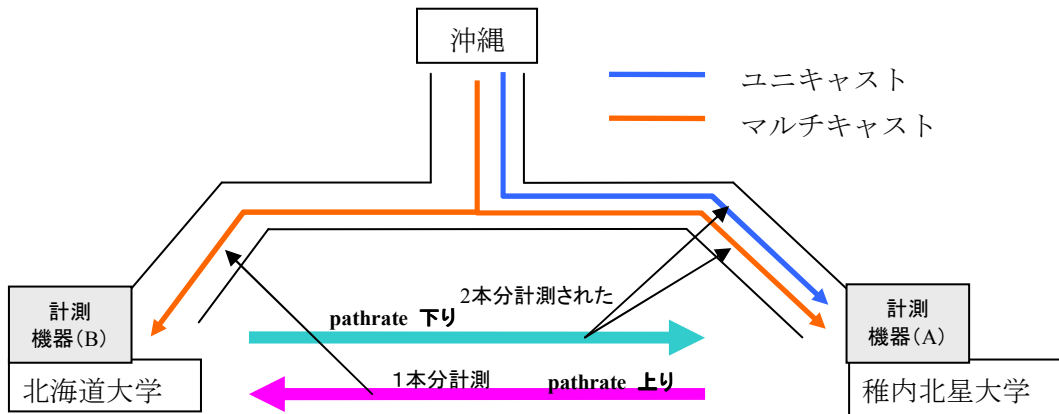 沖縄
ユニキャスト
マルチキャスト
計測
機器(B)
北海道大学
2本分計測された
pathrate 下り
1本分計測
pathrate 上り
計測
機器(A)
稚内北星大学